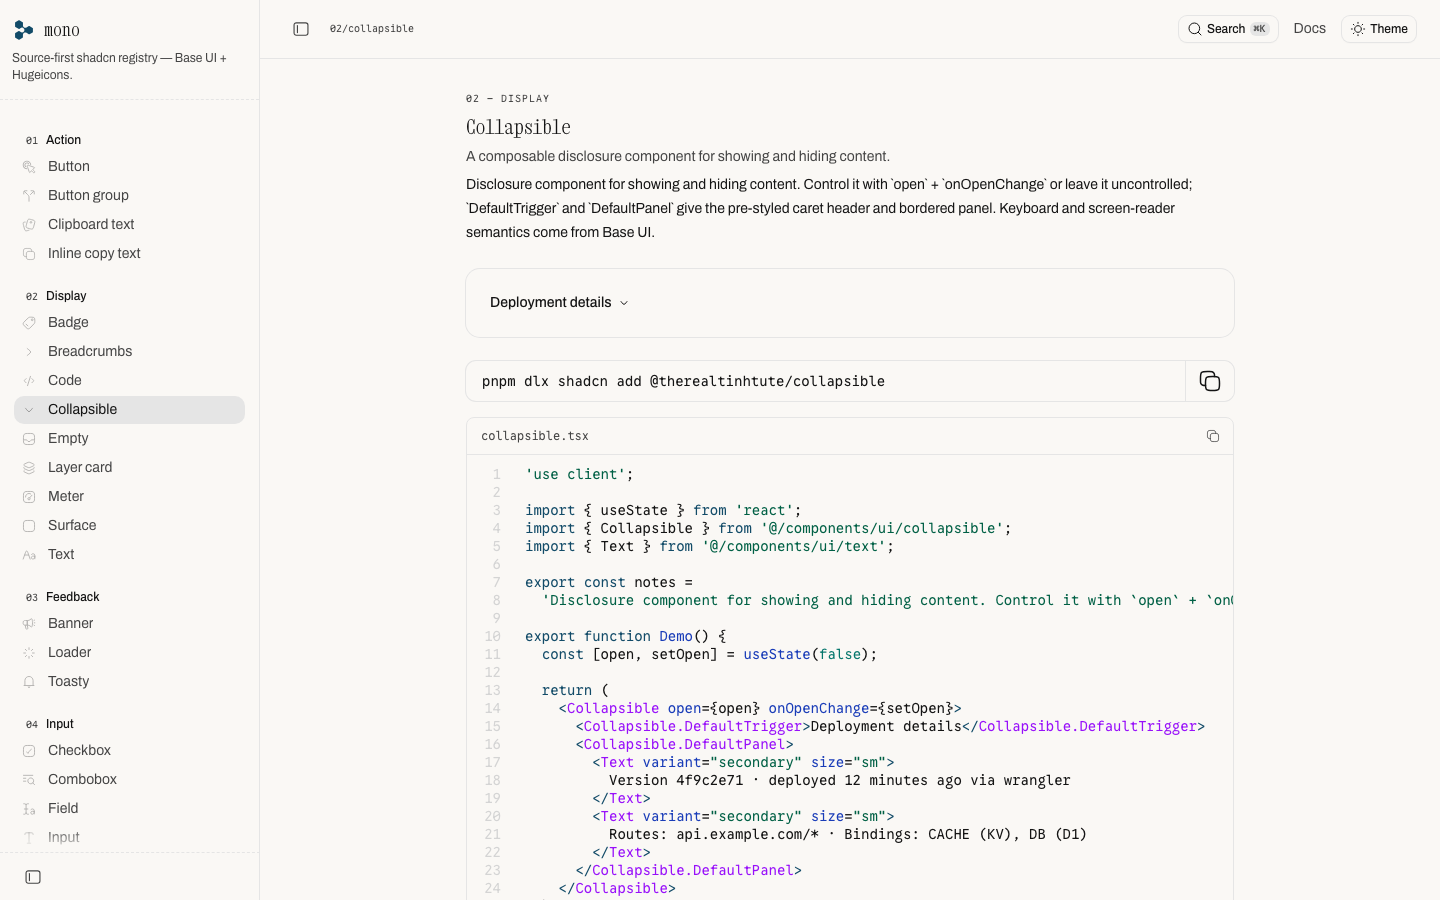 mono
Source-first shadcn registry — Base UI +
Hugeicons.
01 Action
Button
Button group
Clipboard text
Inline copy text
02 Display
Badge
Breadcrumbs
Code
Collapsible
Empty
Layer card
Meter
Surface
Text
03 Feedback
Banner
Loader
Toasty
04 Input
Checkbox
Combobox
Field
Input
02/collapsible
Search ⌘K
Docs
Theme
02 — DISPLAY
Collapsible
A composable disclosure component for showing and hiding content.
Disclosure component for showing and hiding content. Control it with `open` + `onOpenChange` or leave it uncontrolled;
`DefaultTrigger` and `DefaultPanel` give the pre-styled caret header and bordered panel. Keyboard and screen-reader
semantics come from Base UI.
Deployment details
pnpm dlx shadcn add @therealtinhtute/collapsible
collapsible.tsx
1 'use client';
2
3 import { useState } from 'react';
4 import { Collapsible } from '@/components/ui/collapsible';
5 import { Text } from '@/components/ui/text';
6
7 export const notes =
8 'Disclosure component for showing and hiding content. Control it with `open` + `on
9
10 export function Demo() {
11 const [open, setOpen] = useState(false);
12
13 return (
14 <Collapsible open={open} onOpenChange={setOpen}>
15 <Collapsible.DefaultTrigger>Deployment details</Collapsible.DefaultTrigger>
16 <Collapsible.DefaultPanel>
17 <Text variant="secondary" size="sm">
18 Version 4f9c2e71 · deployed 12 minutes ago via wrangler
19 </Text>
20 <Text variant="secondary" size="sm">
21 Routes: api.example.com/* · Bindings: CACHE (KV), DB (D1)
22 </Text>
23 </Collapsible.DefaultPanel>
24 </Collapsible>